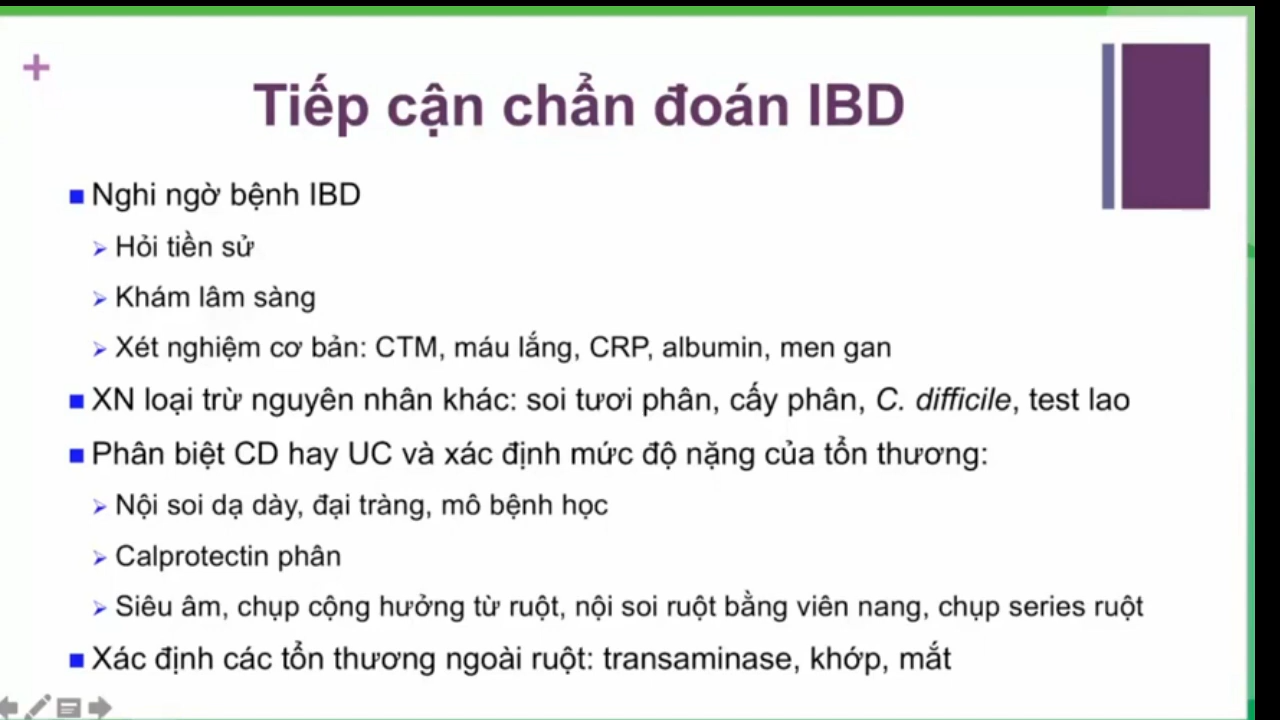 Tiếp cận chẩn đoán IBD
Nghi ngờ bệnh IBD
Hỏi tiền sử
Khám lâm sàng
Xét nghiệm cơ bản: CTM, máu lắng, CRP, albumin, men gan
XN loại trừ nguyên nhân khác: soi tươi phân, cấy phân, C. difficile, test lao
Phân biệt CD hay UC và xác định mức độ nặng của tổn thương:
Nội soi dạ dày, đại tràng, mô bệnh học
Calprotectin phân
Siêu âm, chụp cộng hưởng từ ruột, nội soi ruột bằng viên nang, chụp series ruột
Xác định các tổn thương ngoài ruột: transaminase, khớp, mắt